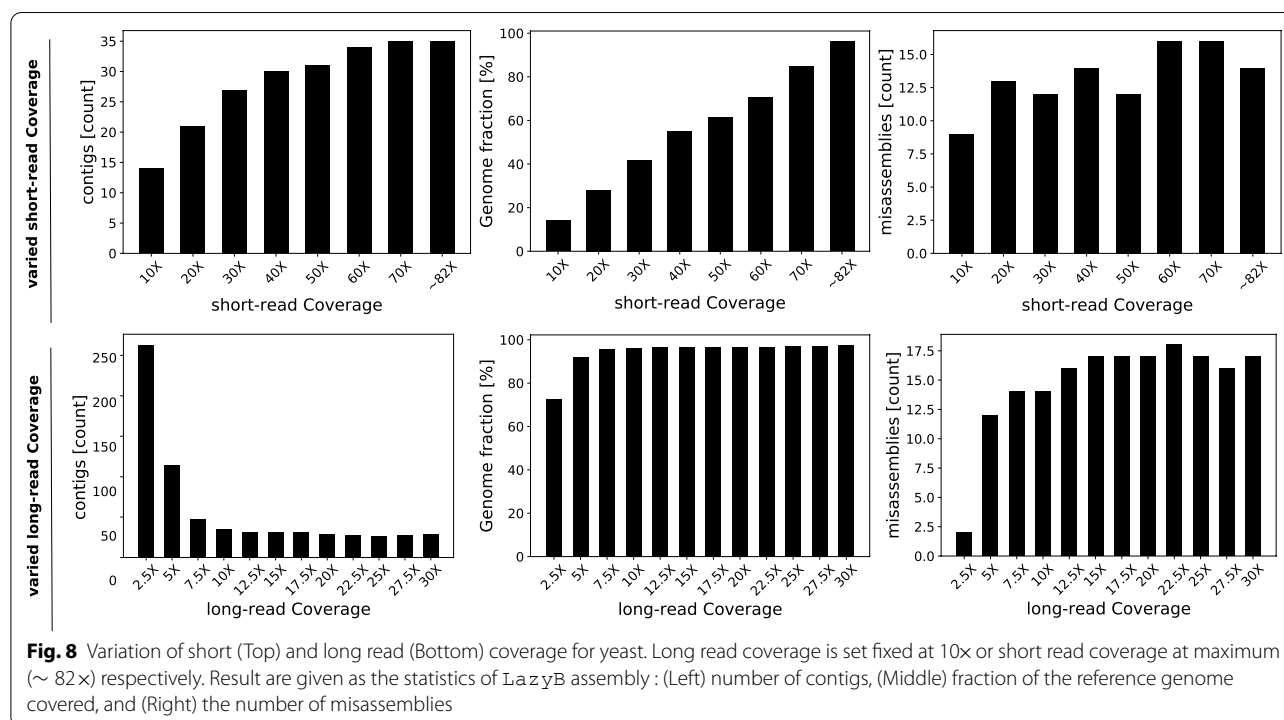 varied short-read Coverage
contigs [count]
35
30
25
20
15
10
5
0
10X 20X 30X 40X 50X 60X 70X ~82X
short-read Coverage
Genome fraction [%]
100
80
60
40
20
0
10X 20X 30X 40X 50X 60X 70X ~82X
short-read Coverage
misassemblies [count]
15.0
12.5
10.0
7.5
5.0
2.5
0.0
10X 20X 30X 40X 50X 60X 70X ~82X
short-read Coverage
varied long-read Coverage
contigs [count]
250
200
150
100
50
0
2.5X 5X 7.5X 10X 12.5X 15X 17.5X 20X 22.5X 25X 27.5X 30X
long-read Coverage
Genome fraction [%]
100
80
60
40
20
0
2.5X 5X 7.5X 10X 12.5X 15X 17.5X 20X 22.5X 25X 27.5X 30X
long-read Coverage
misassemblies [count]
17.5
15.0
12.5
10.0
7.5
5.0
2.5
0.0
2.5X 5X 7.5X 10X 12.5X 15X 17.5X 20X 22.5X 25X 27.5X 30X
long-read Coverage
Fig. 8 Variation of short (Top) and long read (Bottom) coverage for yeast. Long read coverage is set fixed at 10× or short read coverage at maximum
(∼ 82×) respectively. Result are given as the statistics of LazyB assembly : (Left) number of contigs, (Middle) fraction of the reference genome
covered, and (Right) the number of misassemblies